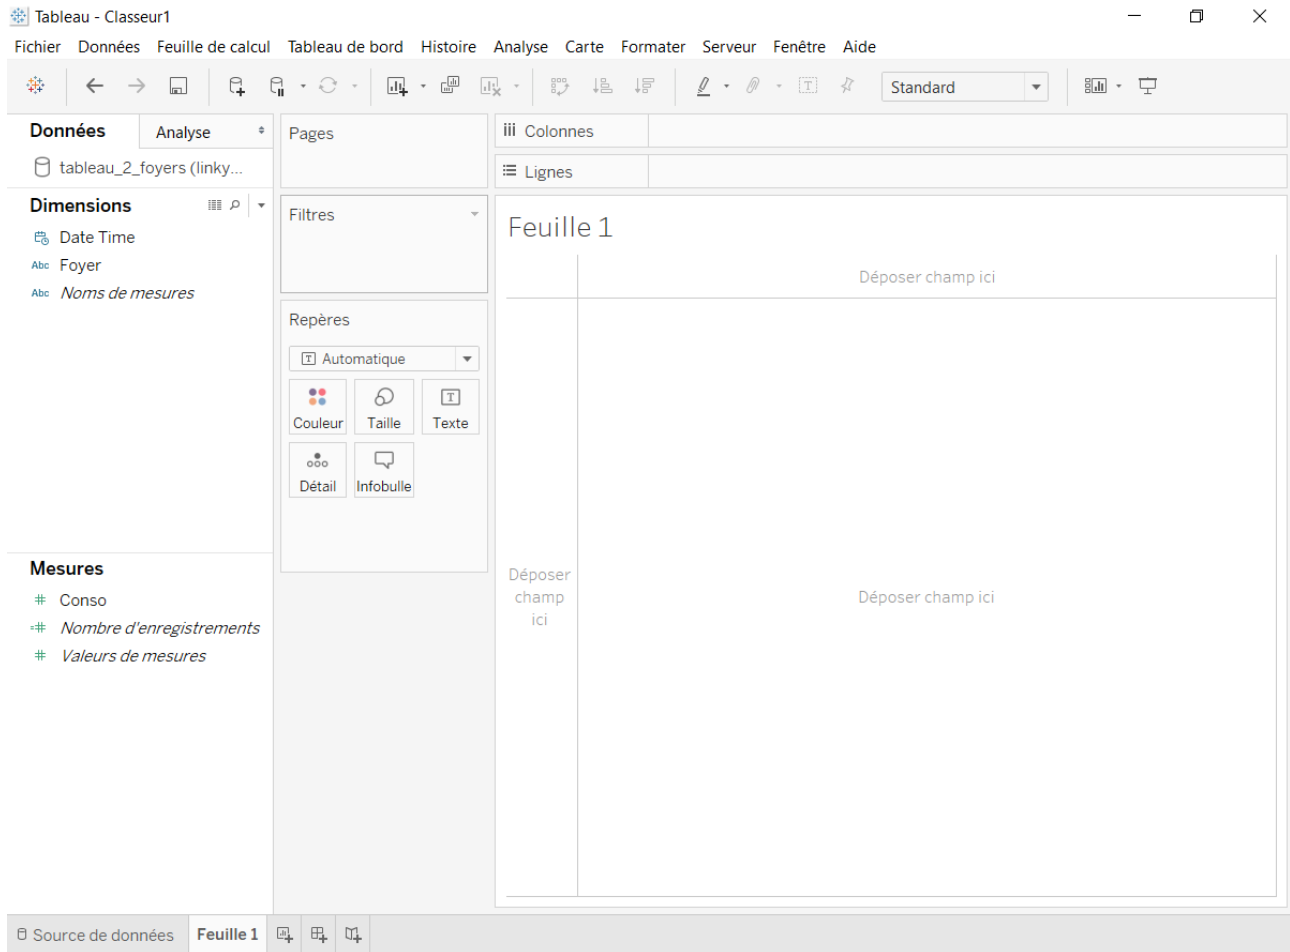 Tableau - Classeur1
Fichier Données Feuille de calcul Tableau de bord Histoire Analyse Carte Formater Serveur Fenêtre Aide
Standard
Données Analyse
tableau_2_foyers (linky...
Dimensions
Date Time
Abc Foyer
Abc Noms de mesures
Mesures
Conso
Nombre d'enregistrements
Valeurs de mesures
Pages
Filtres
Repères
T Automatique
Couleur Taille Texte
Détail Infobulle
Colonnes
Lignes
Feuille 1
Déposer champ ici
Déposer
champ
ici
Déposer champ ici
Source de données Feuille 1